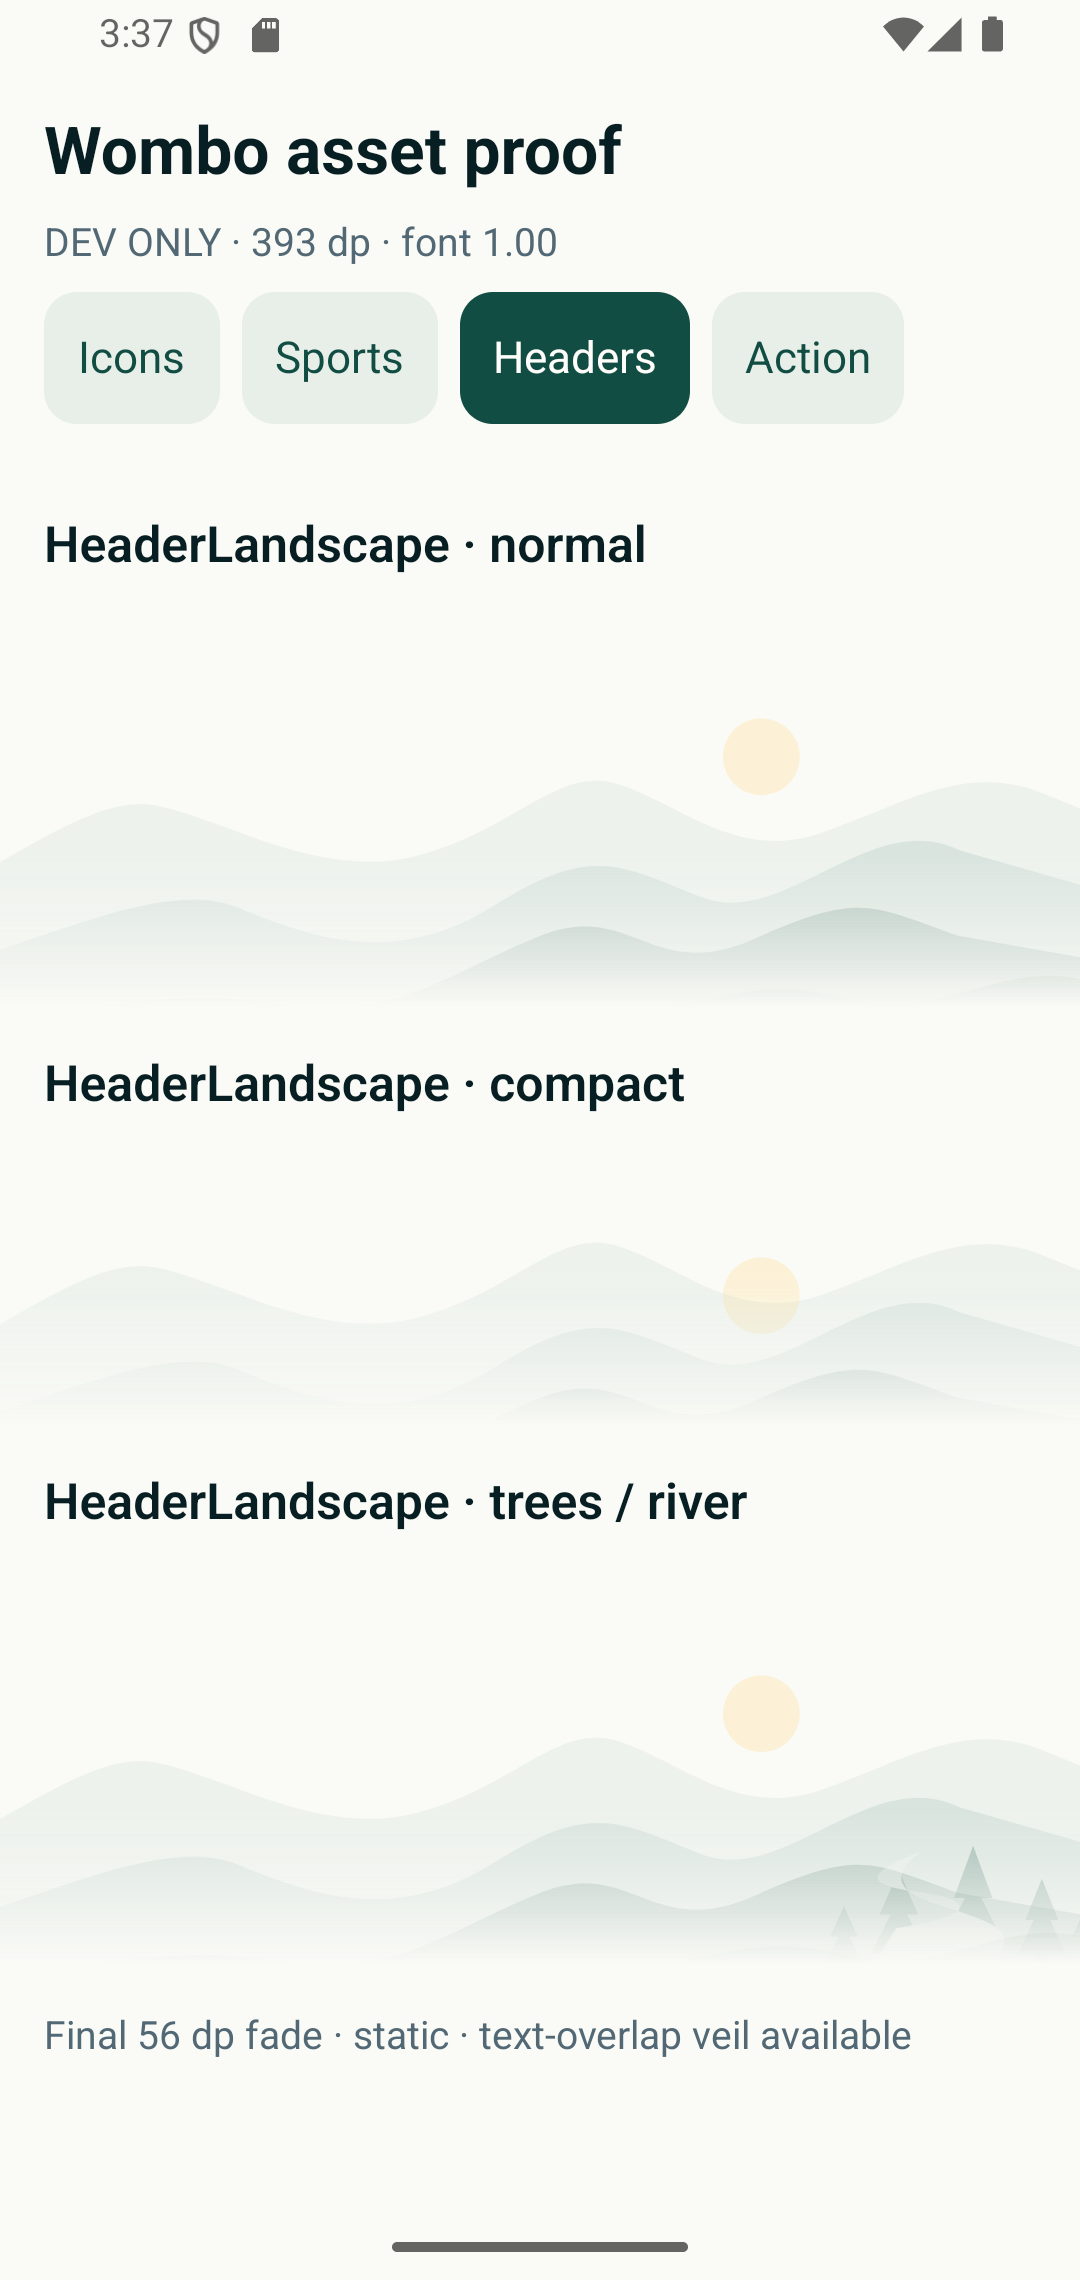 3:37
Wombo asset proof
DEV ONLY · 393 dp · font 1.00
Icons
Sports
Headers
Action
HeaderLandscape · normal
HeaderLandscape · compact
HeaderLandscape · trees / river
Final 56 dp fade · static · text-overlap veil available